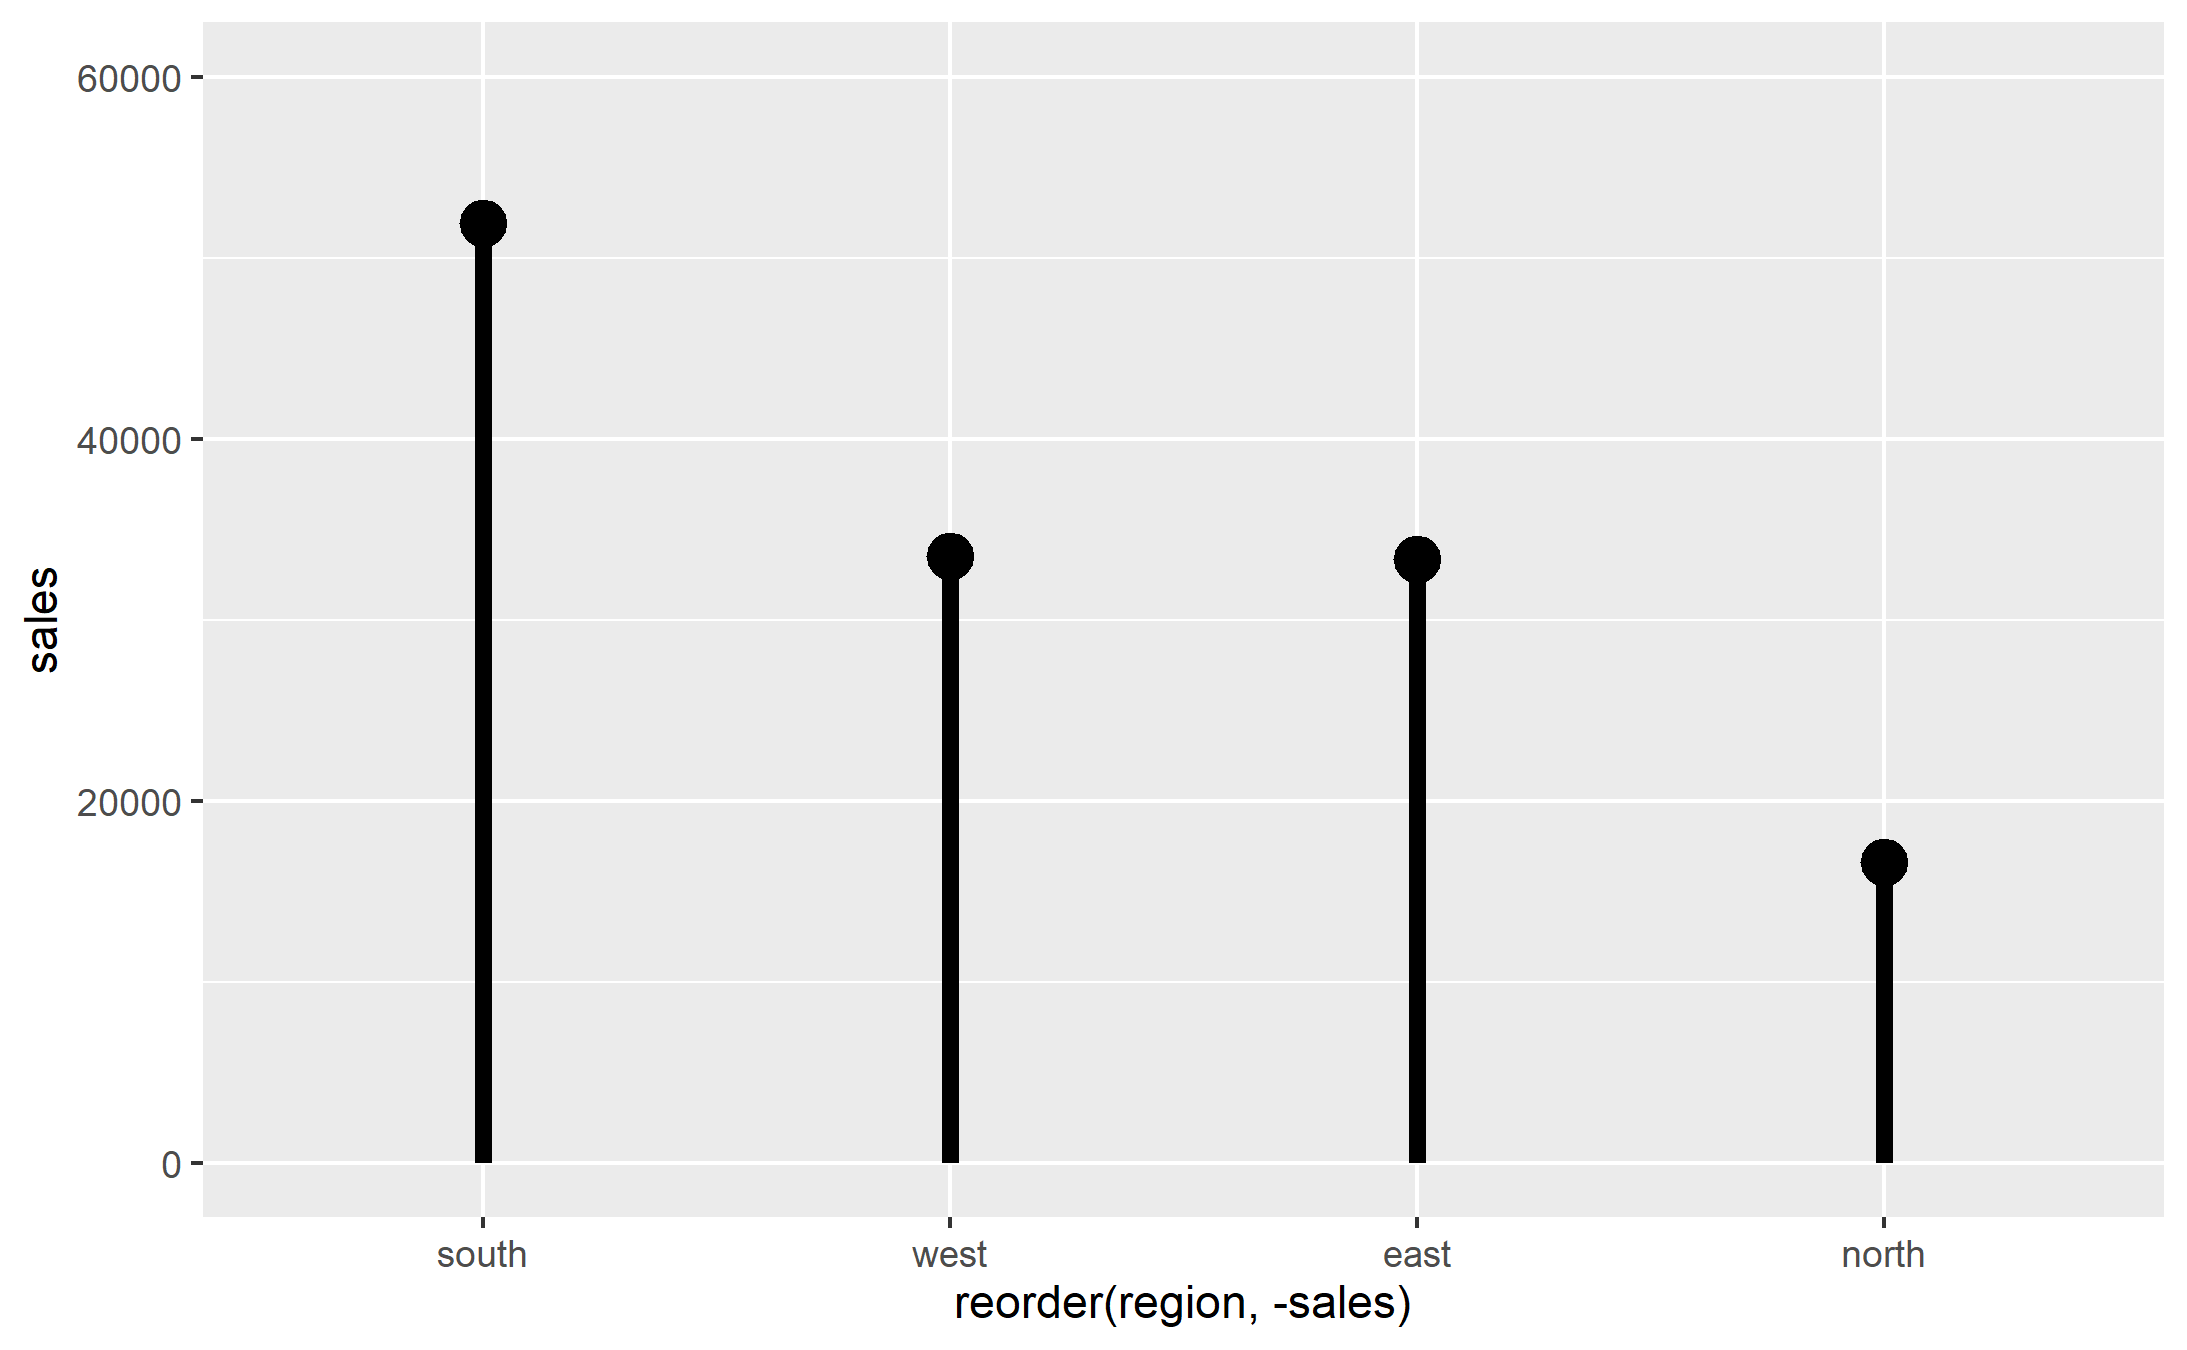 60000
40000
20000
0
sales
south
west
east
north
reorder(region, -sales)